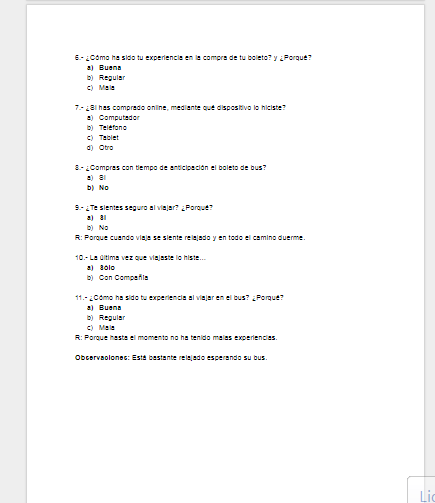 6.- ¿Cómo ha sido tu experiencia en la compra de tu boleto? y ¿Porqué?
a) Buena
b) Regular
c) Mala
7.- ¿Si has comprado online, mediante qué dispositivo lo hiciste?
a) Computador
b) Teléfono
c) Tablet
d) Otro
8.- ¿Compras con tiempo de anticipación el boleto de bus?
a) Si
b) No
9.- ¿Te sientes seguro al viajar? ¿Porqué?
a) Si
b) No
R: Porque cuando viaja se siente relajado y en todo el camino duerme.
10.- La última vez que viajaste lo histe...
a) Sólo
b) Con Compañía
11.- ¿Cómo ha sido tu experiencia al viajar en el bus? ¿Porqué?
a) Buena
b) Regular
c) Mala
R: Porque hasta el momento no ha tenido malas experiencias.
Observaciones: Está bastante relajado esperando su bus.